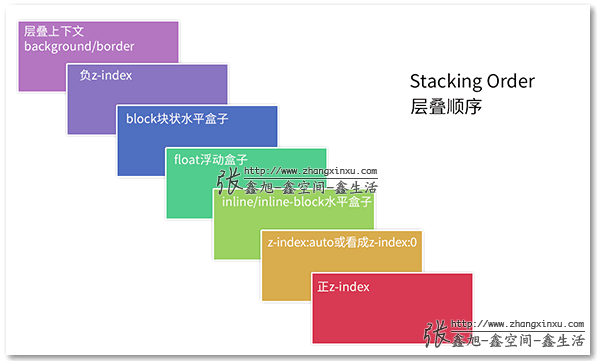 层叠上下文
background/border
负z-index
Stacking Order
层叠顺序
block块状水平盒子
float浮动盒子
http://www.zhangxinxu.com
张鑫旭-鑫空间-鑫生活
inline/inline-block水平盒子
z-index:auto或看成z-index:0
正z-index
http://www.zhangxinxu.com
张鑫旭-鑫空间-鑫生活